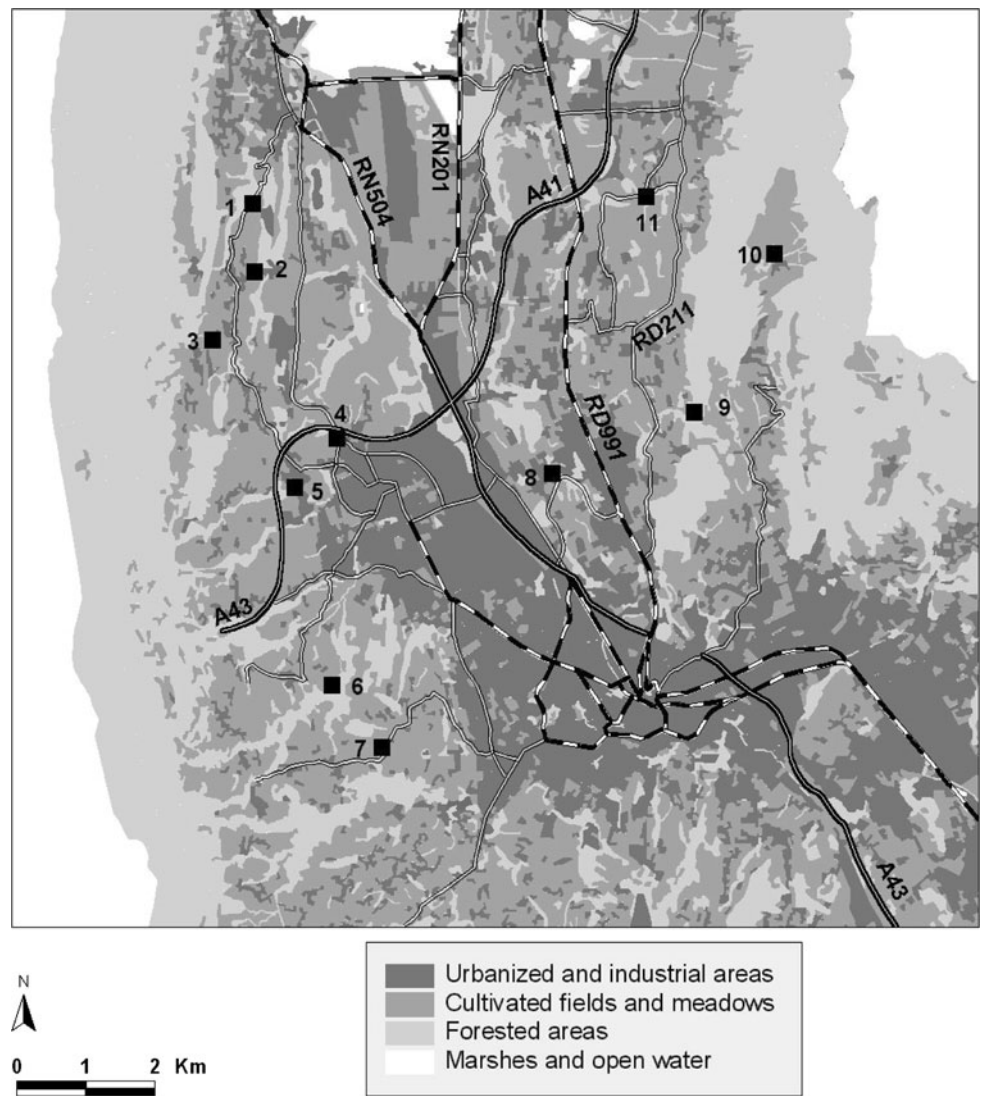 RN201
A41
RN504
1
11
2
10
3
RD211
4
9
RD991
8
5
A43
6
7
A43
Urbanized and industrial areas
Cultivated fields and meadows
Forested areas
Marshes and open water
N
0 1 2 Km